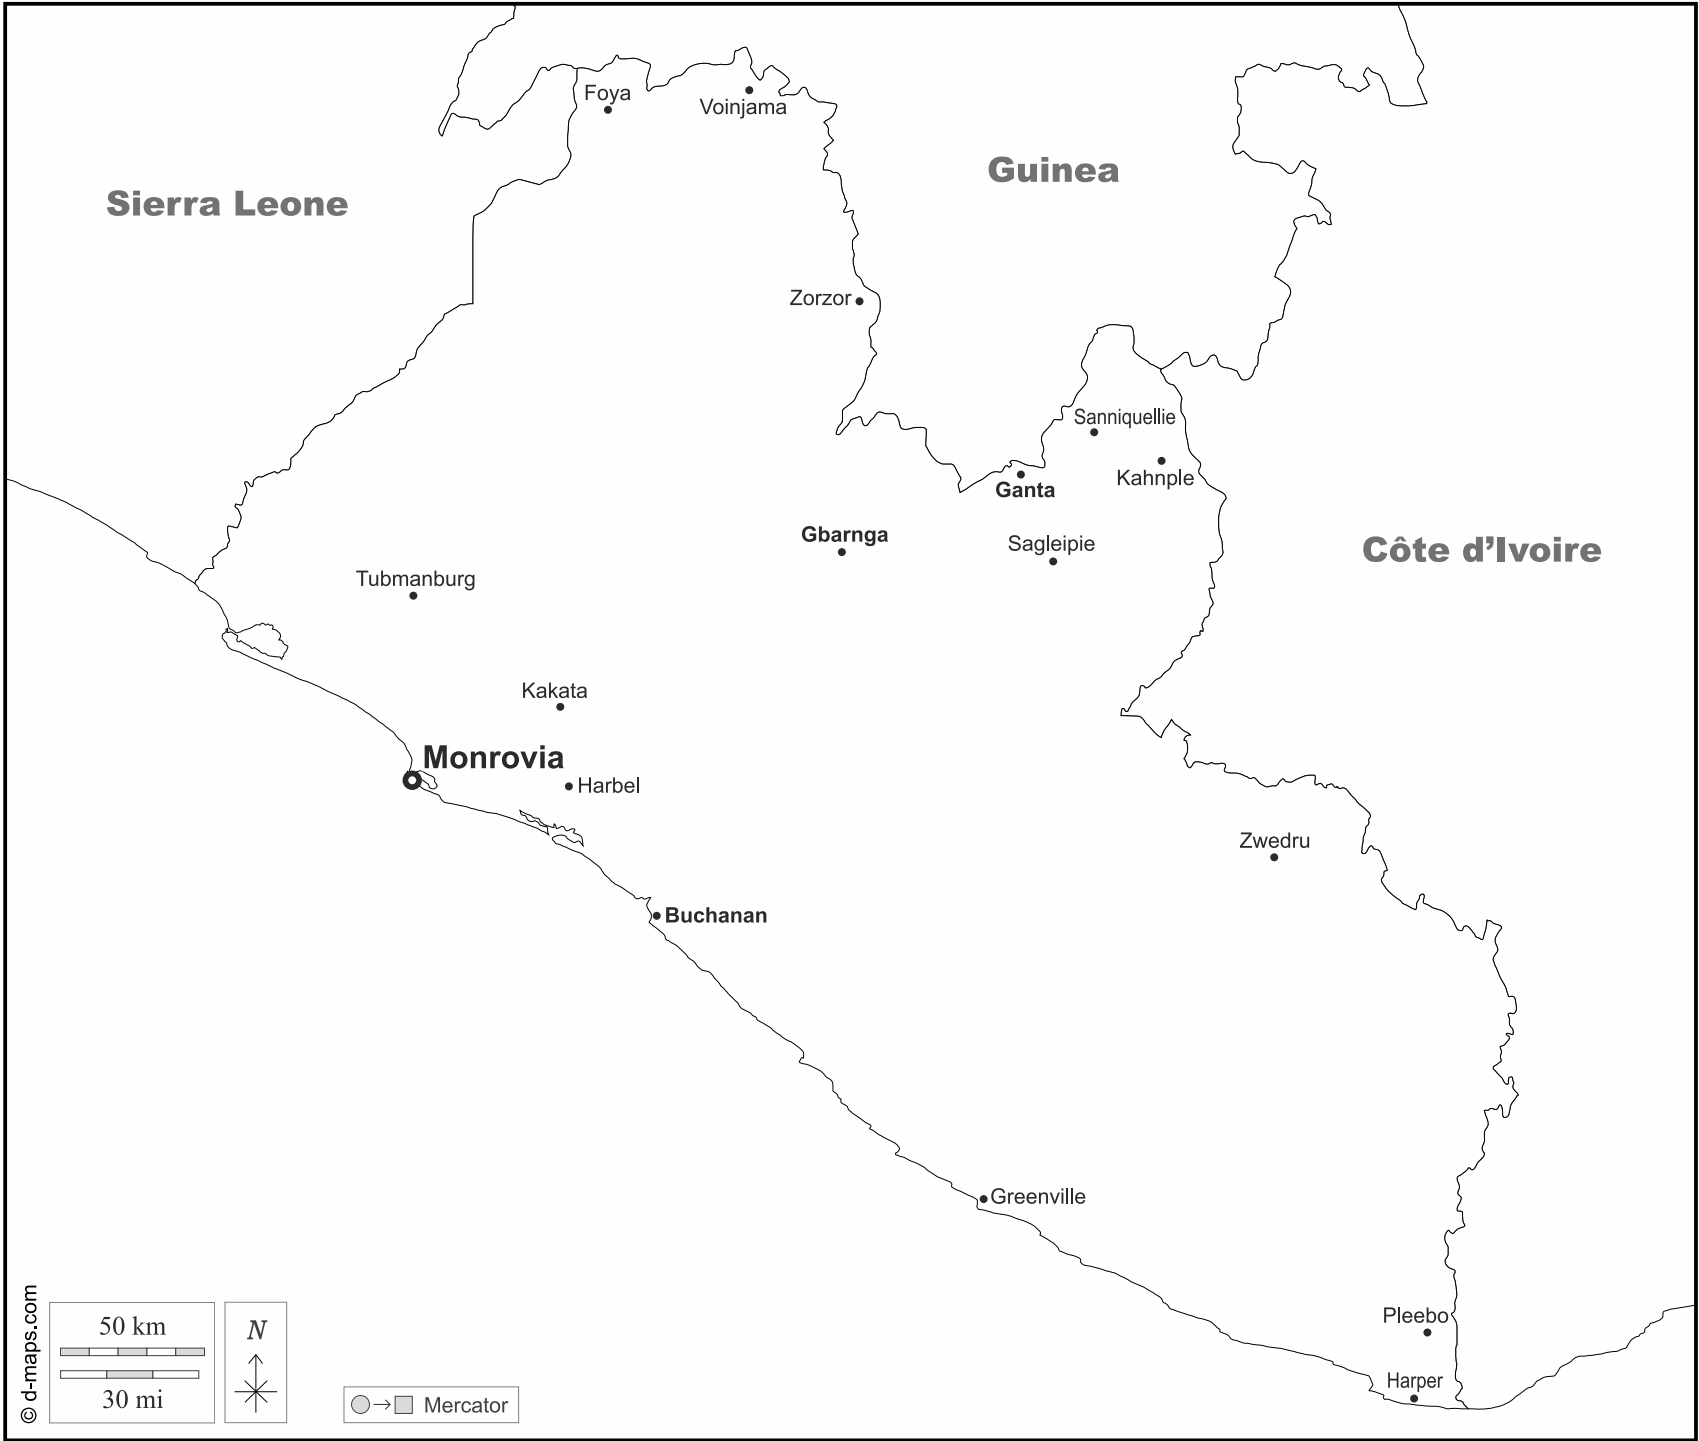 Foya
Voinjama
Guinea
Sierra Leone
Zorzor
Sanniquellie
Kahnple
Ganta
Gbarnga
Sagleipie
Côte d’Ivoire
Tubmanburg
Kakata
Monrovia
Harbel
Zwedru
Buchanan
Greenville
Pleebo
Harper
© d-maps.com
50 km
30 mi
N
Mercator